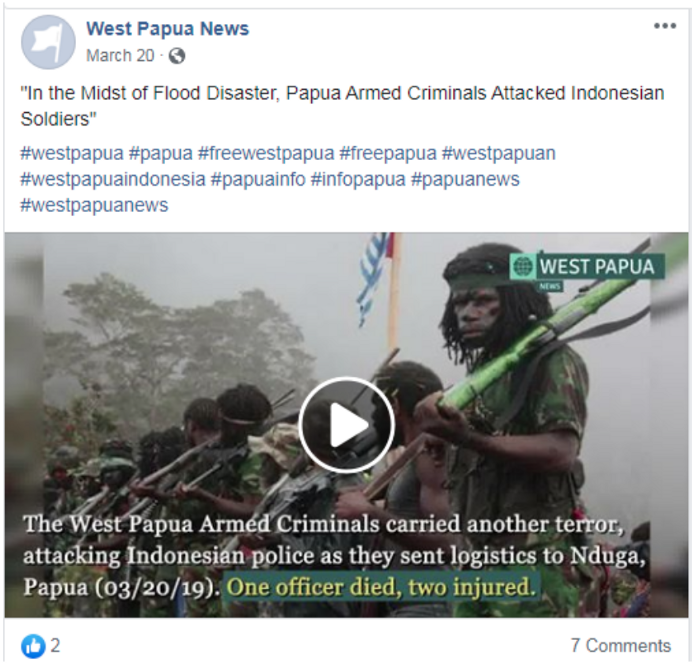 West Papua News
March 20 ·
"In the Midst of Flood Disaster, Papua Armed Criminals Attacked Indonesian
Soldiers"
#westpapua #papua #freewestpapua #freepapua #westpapuan
#westpapuaindonesia #papuainfo #infopapua #papuanews
#westpapuanews
WEST PAPUA
NEWS
The West Papua Armed Criminals carried another terror,
attacking Indonesian police as they sent logistics to Nduga,
Papua (03/20/19). One officer died, two injured.
2
7 Comments